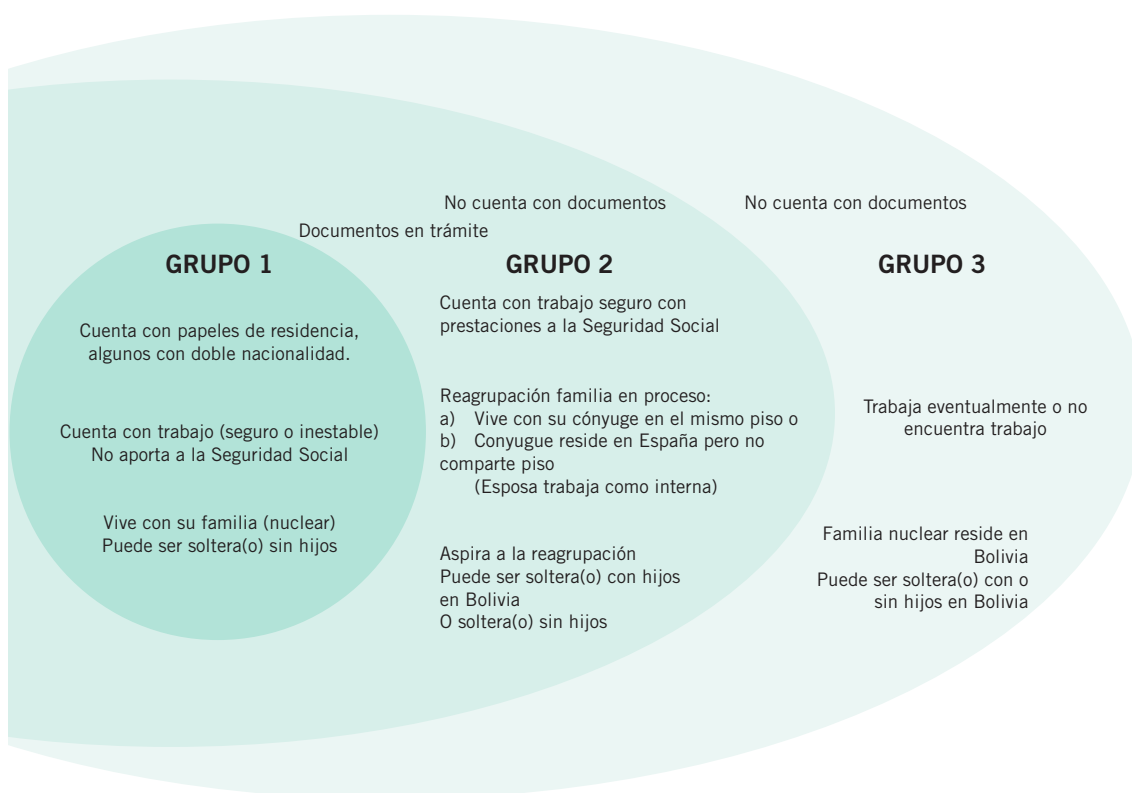 No cuenta con documentos
No cuenta con documentos
Documentos en trámite
GRUPO 1
Cuenta con papeles de residencia,
algunos con doble nacionalidad.
Cuenta con trabajo (seguro o inestable)
No aporta a la Seguridad Social
Vive con su familia (nuclear)
Puede ser soltera(o) sin hijos
GRUPO 2
Cuenta con trabajo seguro con
prestaciones a la Seguridad Social
Reagrupación familia en proceso:
a) Vive con su cónyuge en el mismo piso o
b) Conyugue reside en España pero no
comparte piso
(Esposa trabaja como interna)
Aspira a la reagrupación
Puede ser soltera(o) con hijos
en Bolivia
O soltera(o) sin hijos
GRUPO 3
Trabaja eventualmente o no
encuentra trabajo
Familia nuclear reside en
Bolivia
Puede ser soltera(o) con o
sin hijos en Bolivia